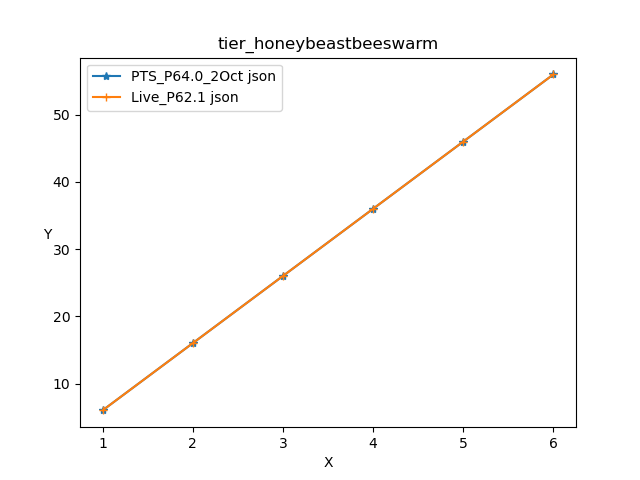 tier_honeybeastbeeswarm
PTS_P64.0_2Oct json
Live_P62.1 json
Y
50
40
30
20
10
1 2 3 4 5 6
X